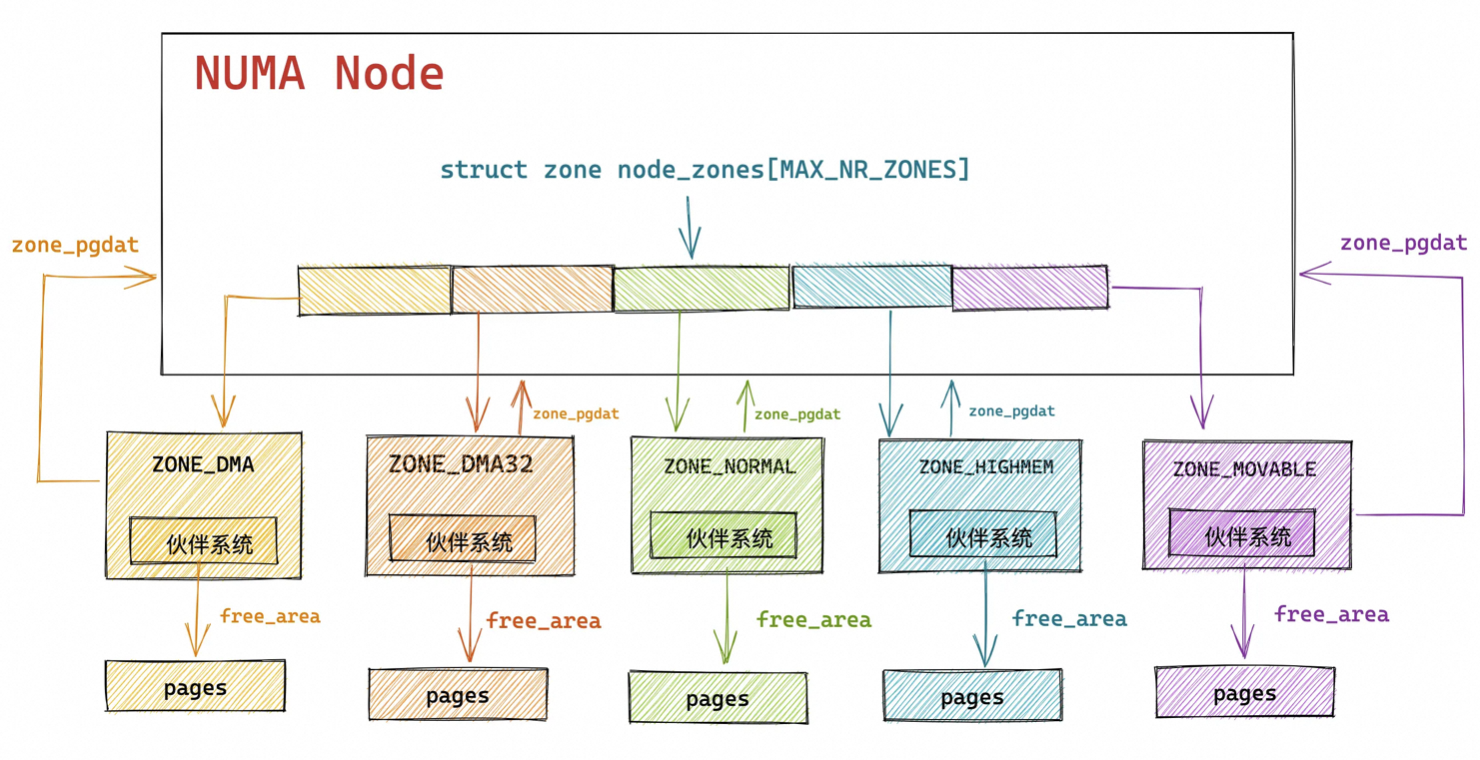 NUMA Node
struct zone node_zones[MAX_NR_ZONES]
zone_pgdat
zone_pgdat
zone_pgdat
zone_pgdat
zone_pgdat
ZONE_DMA
ZONE_DMA32
ZONE_NORMAL
ZONE_HIGHMEM
ZONE_MOVABLE
伙伴系统
伙伴系统
伙伴系统
伙伴系统
伙伴系统
free_area
free_area
free_area
free_area
free_area
pages
pages
pages
pages
pages